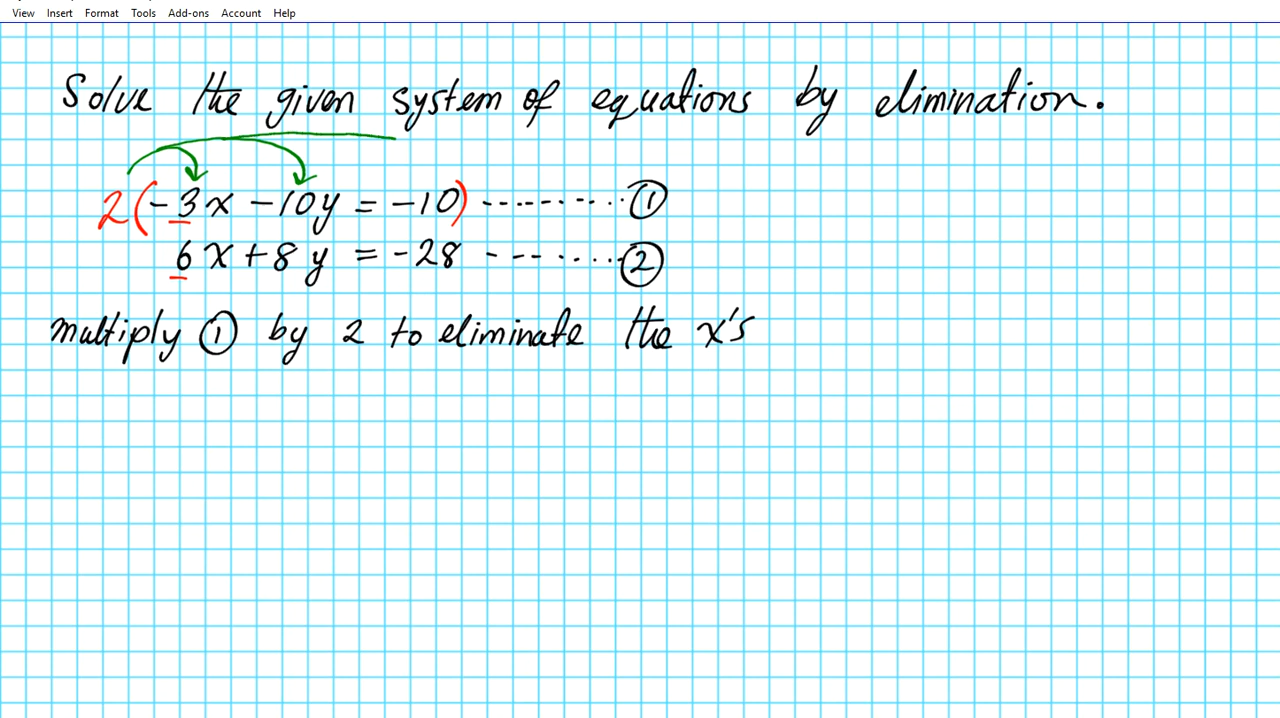 View Insert Format Tools Add-ons Account Help
Solve the given system of equations by elimination.
2(-3x -10y = -10) ---------- ①
6x + 8y = -28 ---------- ②
multiply ① by 2 to eliminate the x's